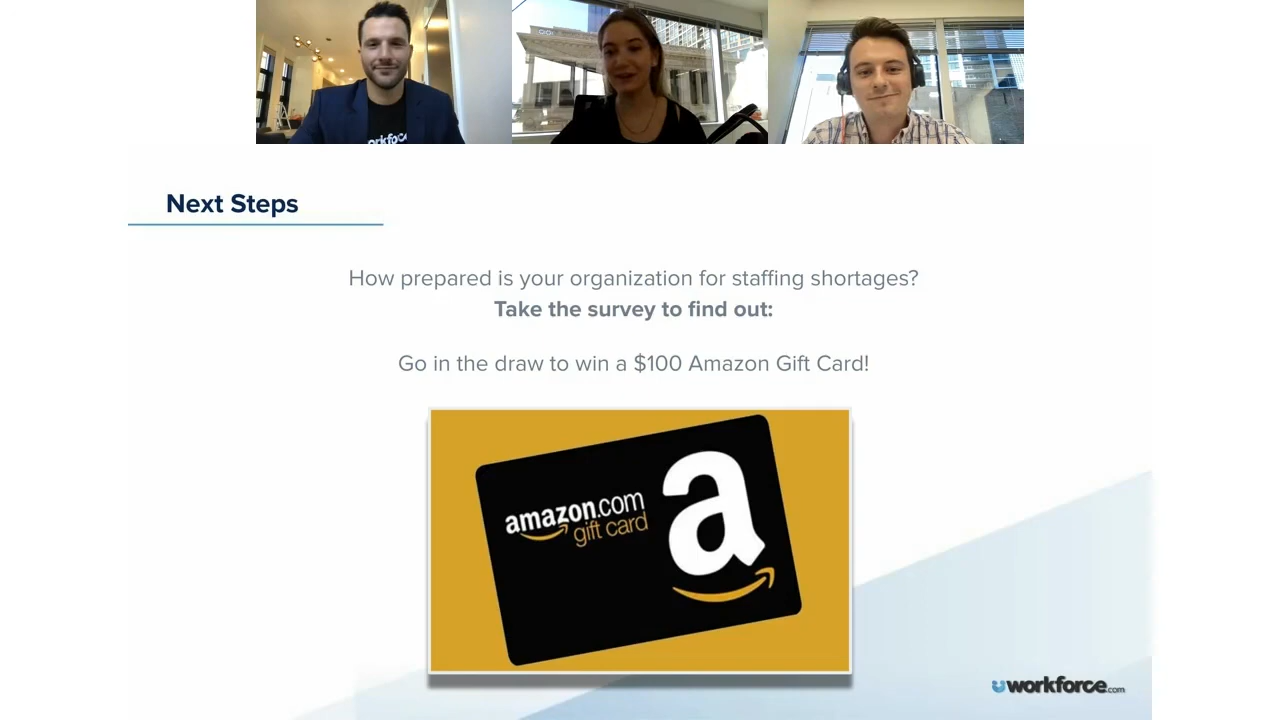 workforce
Next Steps
How prepared is your organization for staffing shortages?
Take the survey to find out:
Go in the draw to win a $100 Amazon Gift Card!
amazon.com
gift card
a
workforce.com